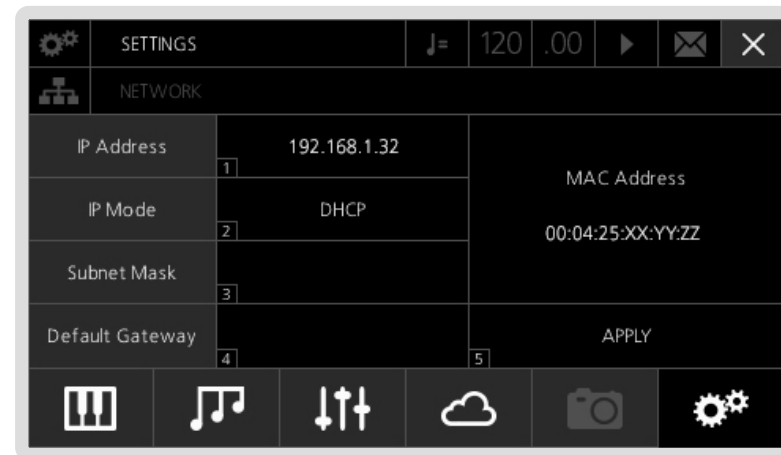 SETTINGS ♩= 120 .00
NETWORK
IP Address 1 192.168.1.32
MAC Address
00:04:25:XX:YY:ZZ
IP Mode 2 DHCP
Subnet Mask 3
Default Gateway 4
5 APPLY